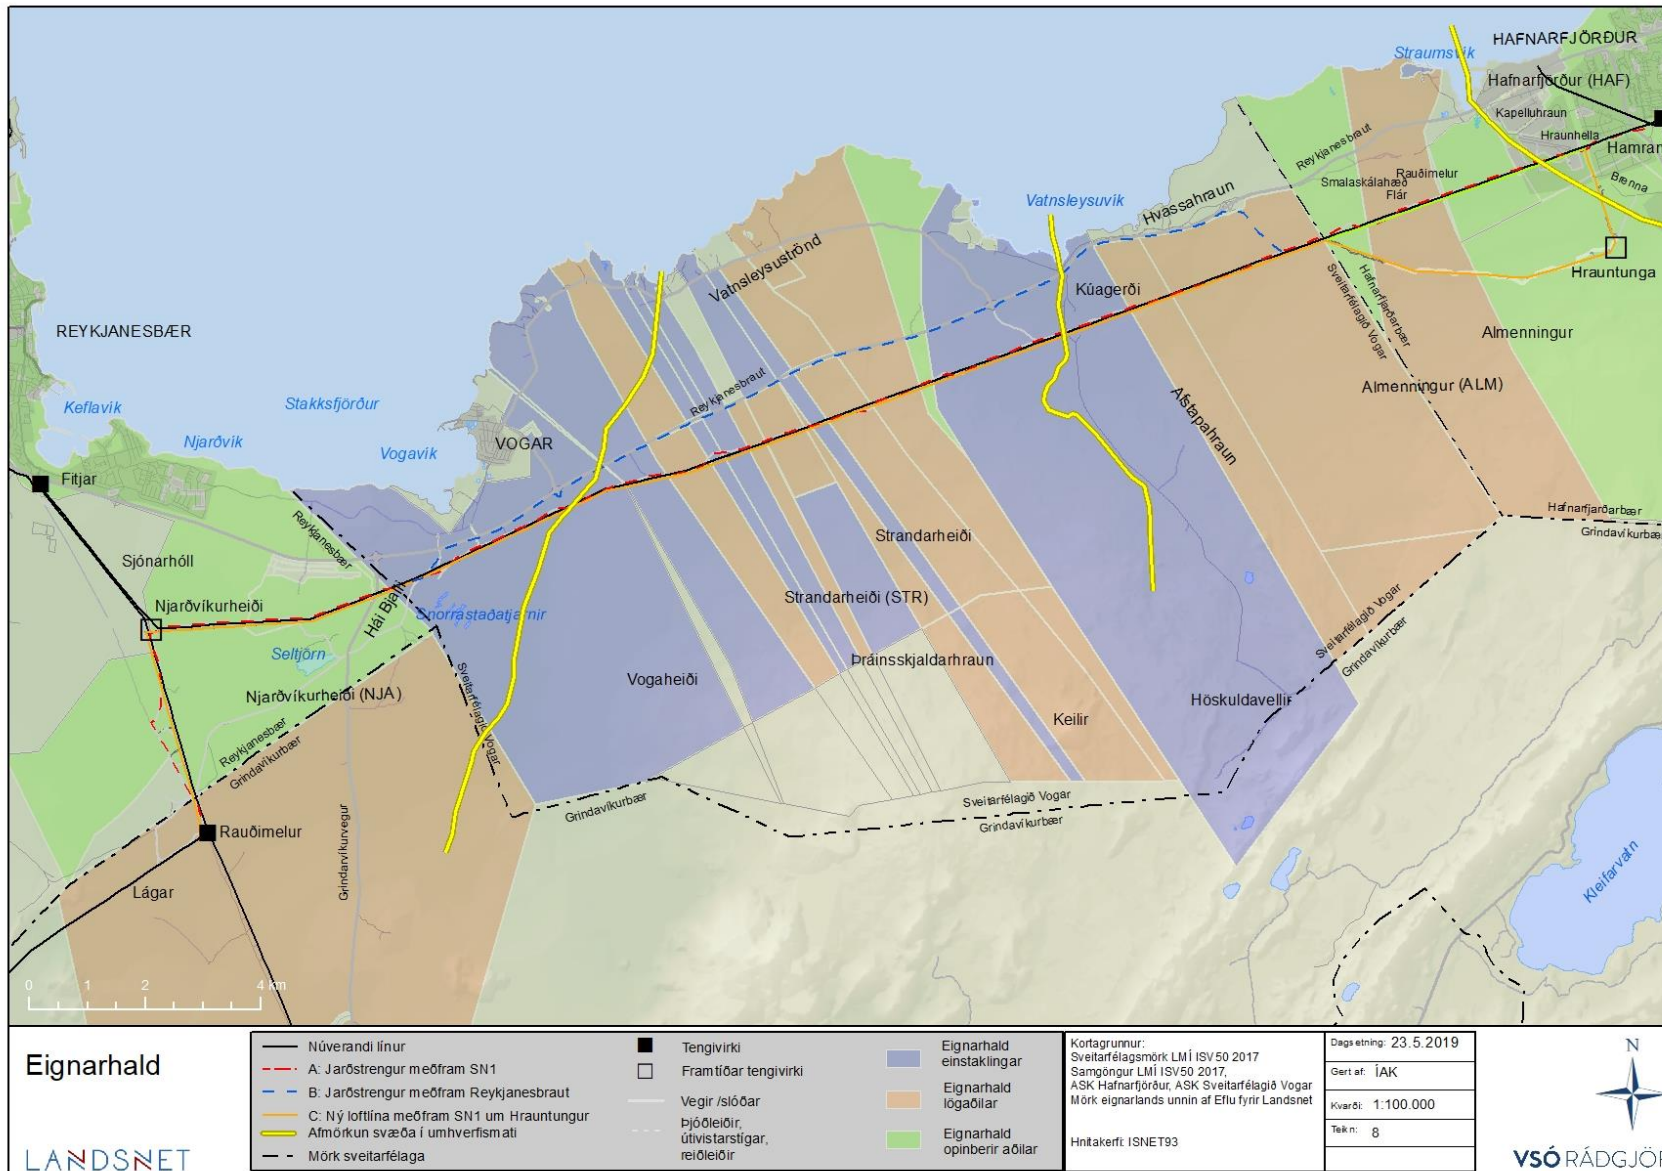 HAFNARFJÖRÐUR
Straumsvik
Hafnarfjörður (HAF)
Kapelluhraun
Hraunhella
Hamran
Reykjanesbraut
Rauðimelur
Smalaskálahæð
Flár
Brenna
Hvassahraun
Vatnsleysuvik
Hrauntunga
Vatnsleysuströnd
Kúagerði
Sveitarfélagið Vogar
Hafnarfjarðarbær
Almenningur
REYKJANESBÆR
Almenningur (ALM)
Reykjanesbraut
Keflavik
Stakksfjörður
Afstapahraun
Njarðvik
VOGAR
Vogavik
Fitjar
Reykjanesbær
Hafnarfjarðarbær
Grindavíkurbær
Strandarheiði
Sjónarhóll
Njarðvíkurheiði
Hái Bjalli
Snorrastaðatjarnir
Strandarheiði (STR)
Sveitarfélagið Vogar
Grindavíkurbær
Seltjörn
Þráinsskjaldarhraun
Vogaheiði
Njarðvíkurheiði (NJA)
Sveitarfélagið Vogar
Höskuldavellir
Keilir
Reykjanesbær
Grindavíkurbær
Sveitarfélagið Vogar
Grindavíkurbær
Grindavíkurbær
Rauðimelur
Grindarvíkurvegur
Lágar
Kleifarvatn
0 1 2 4 km
Eignarhald
LANDSNET
Núverandi línur
A: Jarðstrengur meðfram SN1
B: Jarðstrengur meðfram Reykjanesbraut
C: Ný loftlína meðfram SN1 um Hrauntungur
Afmörkun svæða í umhverfismati
Mörk sveitarfélaga
Tengivirki
Framtíðar tengivirki
Vegir /slóðar
Þjóðleiðir,
útivistarstígar,
reiðleiðir
Eignarhald
einstaklingar
Eignarhald
lögaðilar
Eignarhald
opinberir aðilar
Kortagrunnur:
Sveitarfélagsmörk LMÍ ISV50 2017
Samgöngur LMÍ ISV50 2017,
ASK Hafnarfjörður, ASK Sveitarfélagið Vogar
Mörk eignarlands unnin af Eflu fyrir Landsnet
Hnitakerfi: ISNET93
Dagsetning: 23.5.2019
Gert af: ÍAK
Kvarði: 1:100.000
Teikn: 8
N
VSÓ RÁÐGJÖF